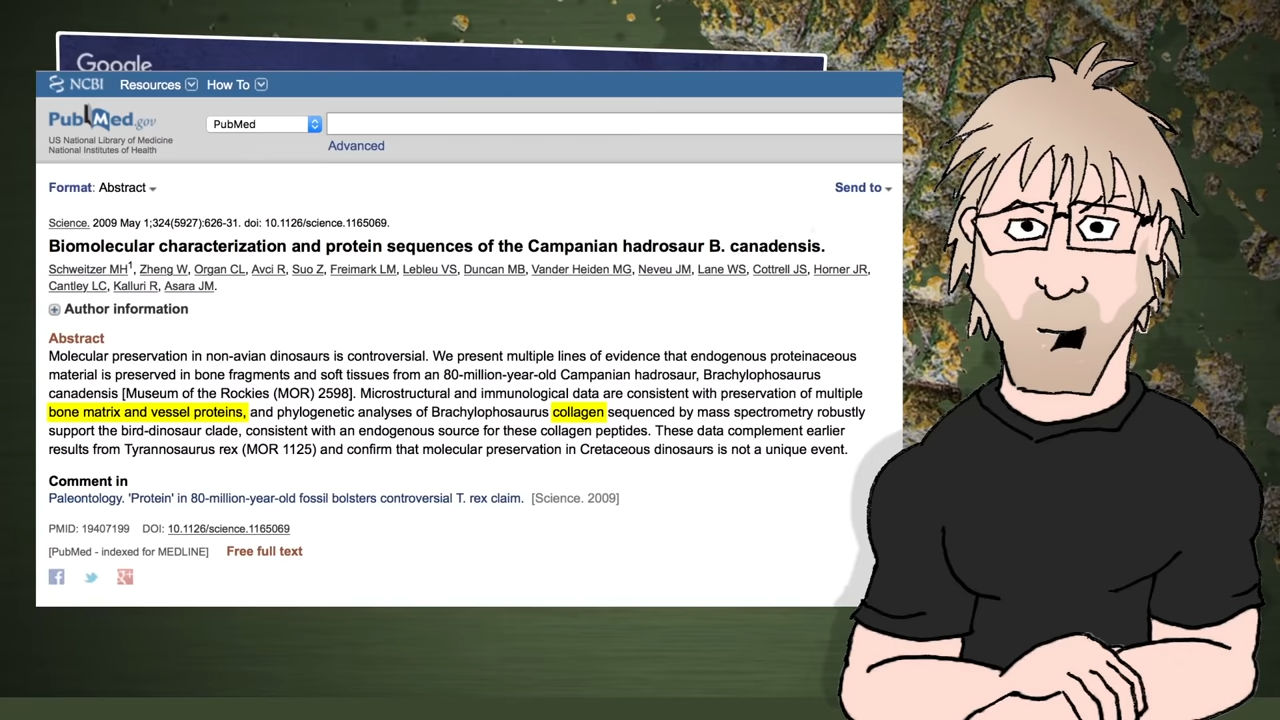 Google
NCBI Resources How To
PubMed.gov
PubMed
US National Library of Medicine
National Institutes of Health
Advanced
Format: Abstract
Send to
Science. 2009 May 1;324(5927):626-31. doi: 10.1126/science.1165069.
Biomolecular characterization and protein sequences of the Campanian hadrosaur B. canadensis.
Schweitzer MH1, Zheng W, Organ CL, Avci R, Suo Z, Freimark LM, Lebleu VS, Duncan MB, Vander Heiden MG, Neveu JM, Lane WS, Cottrell JS, Horner JR,
Cantley LC, Kalluri R, Asara JM.
Author information
Abstract
Molecular preservation in non-avian dinosaurs is controversial. We present multiple lines of evidence that endogenous proteinaceous
material is preserved in bone fragments and soft tissues from an 80-million-year-old Campanian hadrosaur, Brachylophosaurus
canadensis [Museum of the Rockies (MOR) 2598]. Microstructural and immunological data are consistent with preservation of multiple
bone matrix and vessel proteins, and phylogenetic analyses of Brachylophosaurus collagen sequenced by mass spectrometry robustly
support the bird-dinosaur clade, consistent with an endogenous source for these collagen peptides. These data complement earlier
results from Tyrannosaurus rex (MOR 1125) and confirm that molecular preservation in Cretaceous dinosaurs is not a unique event.
Comment in
Paleontology. 'Protein' in 80-million-year-old fossil bolsters controversial T. rex claim. [Science. 2009]
PMID: 19407199 DOI: 10.1126/science.1165069
[PubMed - indexed for MEDLINE] Free full text